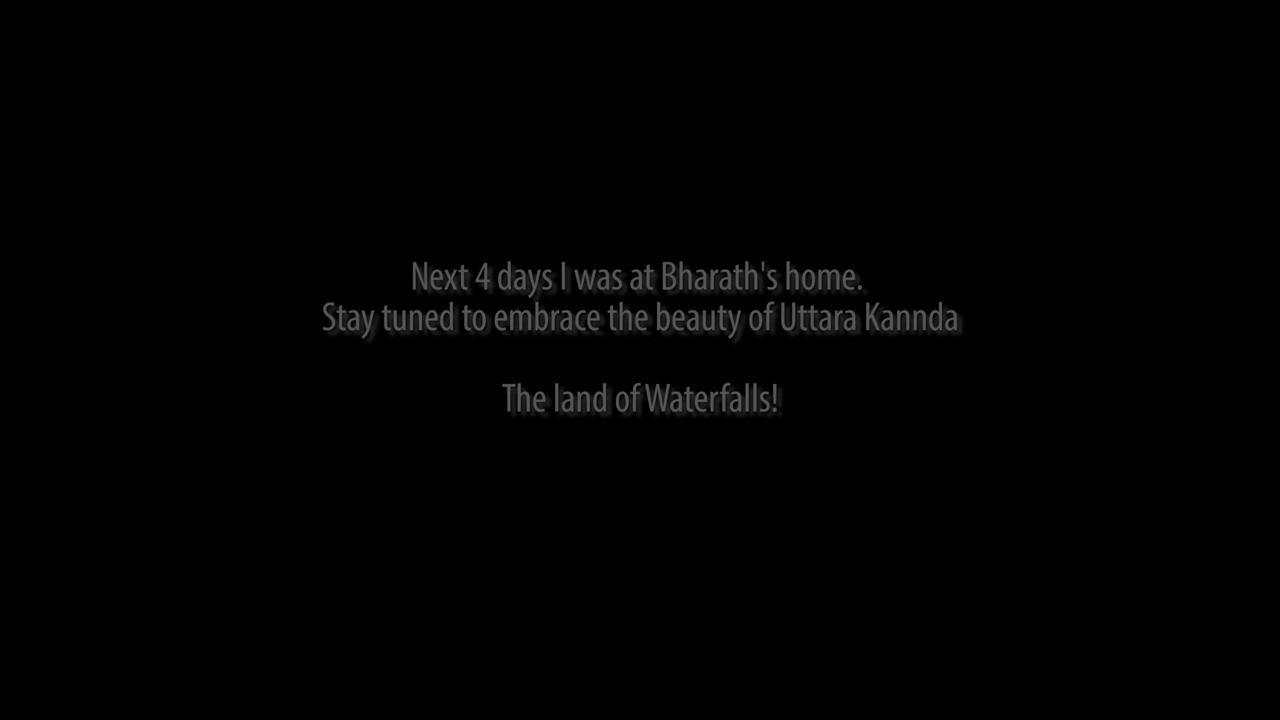 Next 4 days I was at Bharath's home.
Stay tuned to embrace the beauty of Uttara Kannda
The land of Waterfalls!